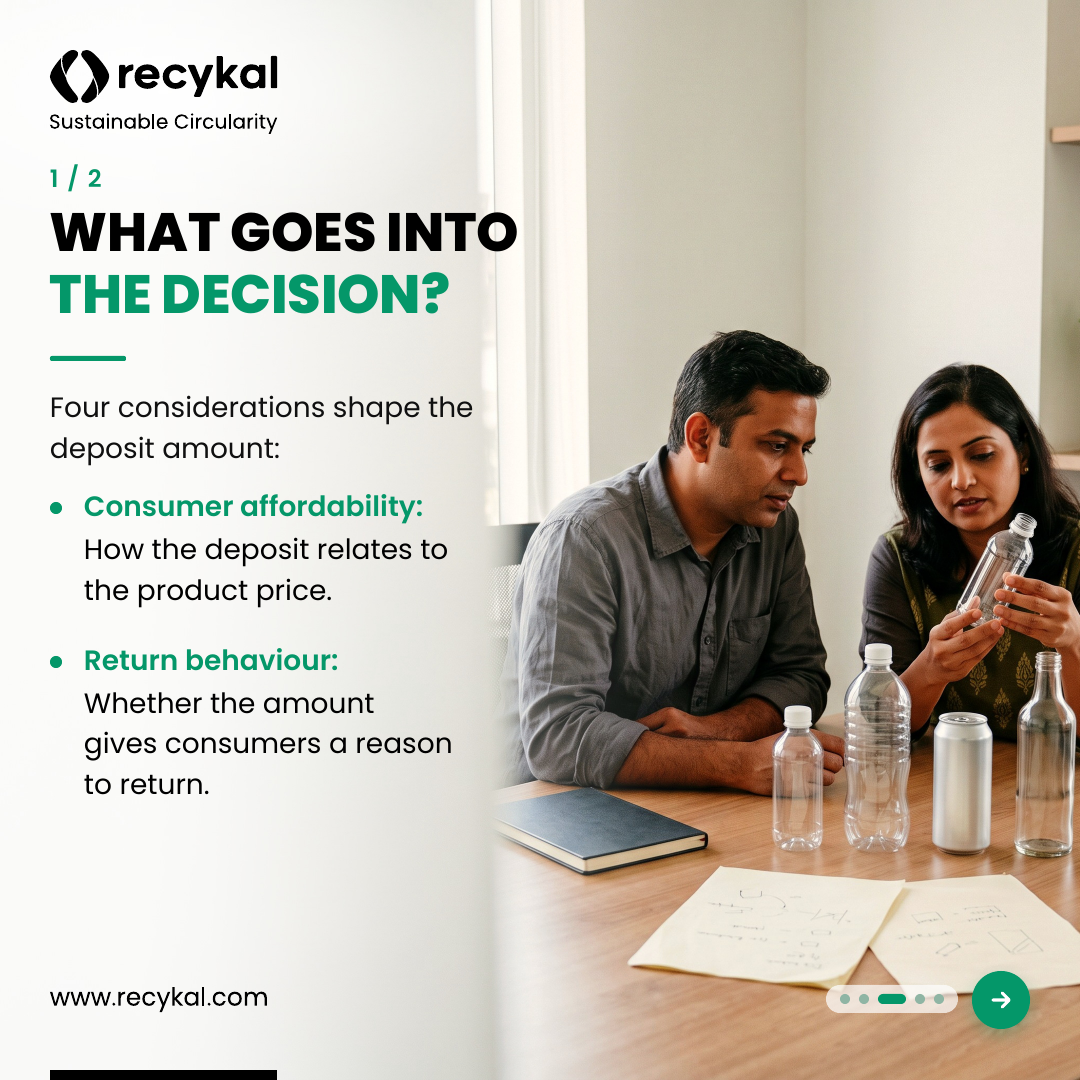 recykal
Sustainable Circularity
1 / 2
WHAT GOES INTO
THE DECISION?
Four considerations shape the
deposit amount:
Consumer affordability:
How the deposit relates to
the product price.
Return behaviour:
Whether the amount
gives consumers a reason
to return.
www.recykal.com